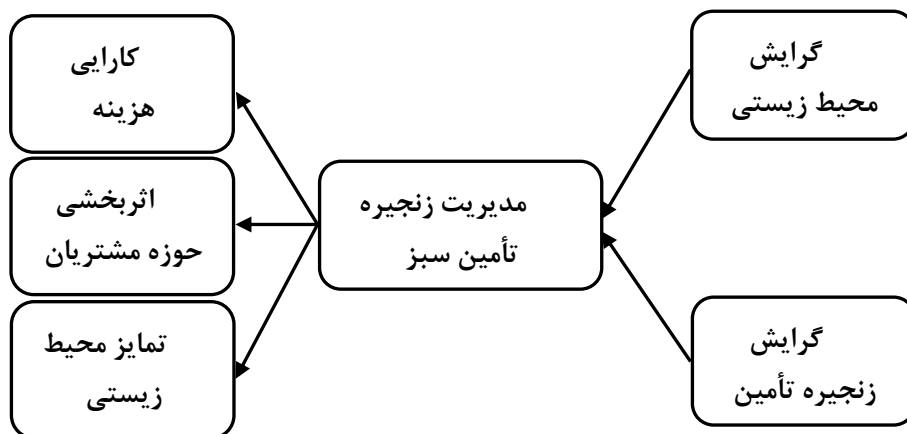 گرایش
محیط زیستی
گرایش
زنجیره تأمین
مدیریت زنجیره
تأمین سبز
کارایی
هزینه
اثربخشی
حوزه مشتریان
تمایز محیط
زیستی